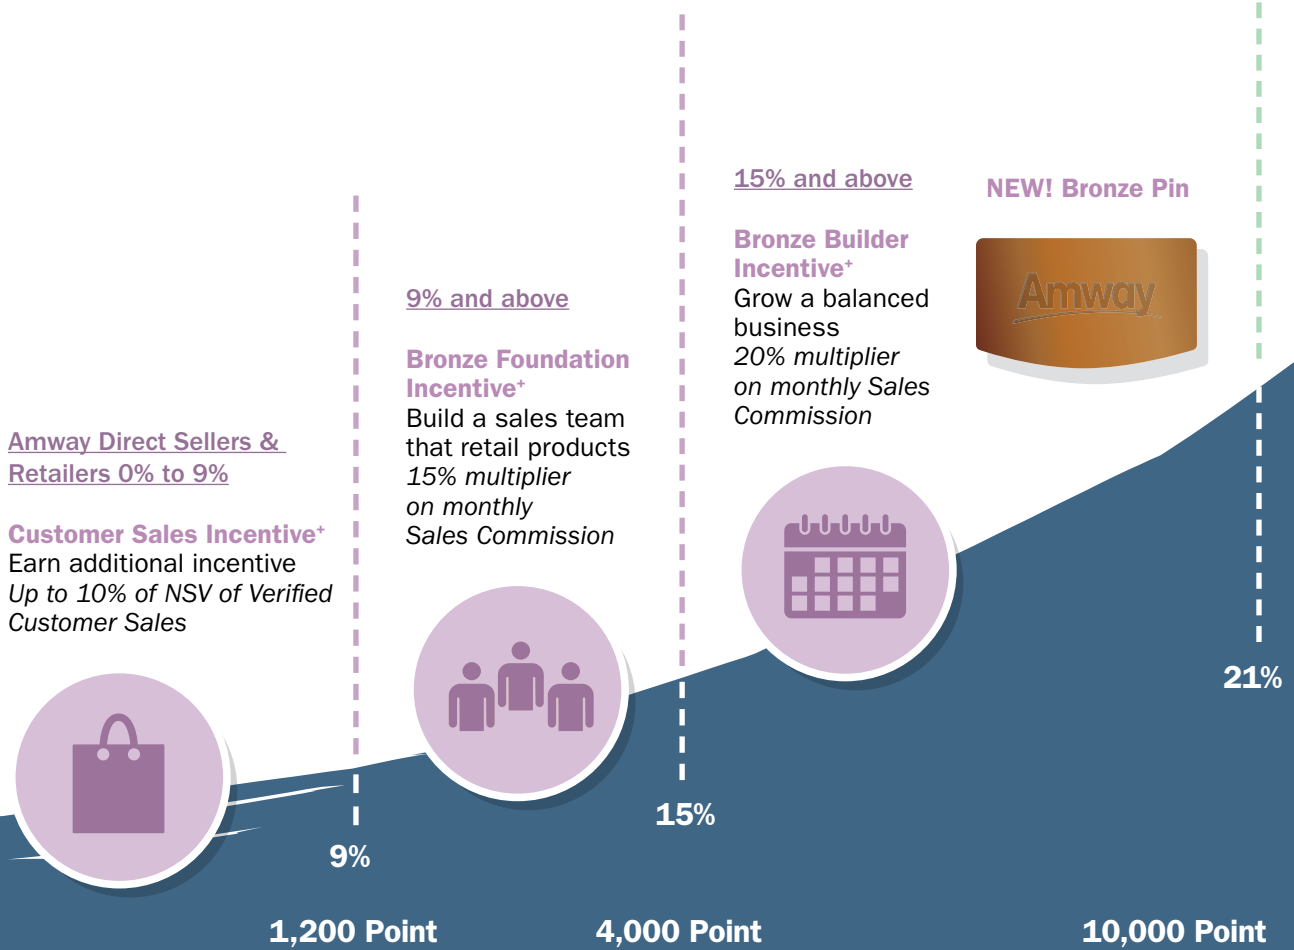 Amway Direct Sellers &
Retailers 0% to 9%
Customer Sales Incentive+
Earn additional incentive
Up to 10% of NSV of Verified
Customer Sales
9% and above
Bronze Foundation
Incentive+
Build a sales team
that retail products
15% multiplier
on monthly
Sales Commission
15% and above
Bronze Builder
Incentive+
Grow a balanced
business
20% multiplier
on monthly Sales
Commission
NEW! Bronze Pin
Amway
9%
15%
21%
1,200 Point
4,000 Point
10,000 Point